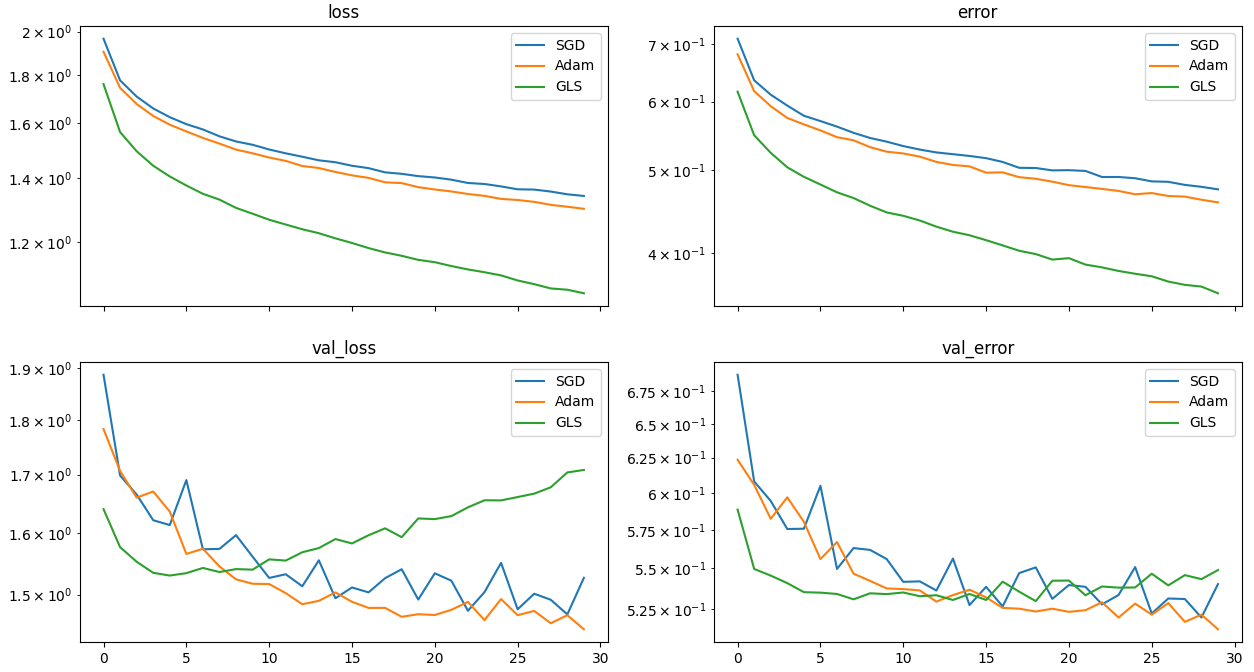 loss
2 × 10⁰
1.8 × 10⁰
1.6 × 10⁰
1.4 × 10⁰
1.2 × 10⁰
SGD
Adam
GLS
error
7 × 10⁻¹
6 × 10⁻¹
5 × 10⁻¹
4 × 10⁻¹
SGD
Adam
GLS
val_loss
1.9 × 10⁰
1.8 × 10⁰
1.7 × 10⁰
1.6 × 10⁰
1.5 × 10⁰
SGD
Adam
GLS
0 5 10 15 20 25 30
val_error
6.75 × 10⁻¹
6.5 × 10⁻¹
6.25 × 10⁻¹
6 × 10⁻¹
5.75 × 10⁻¹
5.5 × 10⁻¹
5.25 × 10⁻¹
SGD
Adam
GLS
0 5 10 15 20 25 30